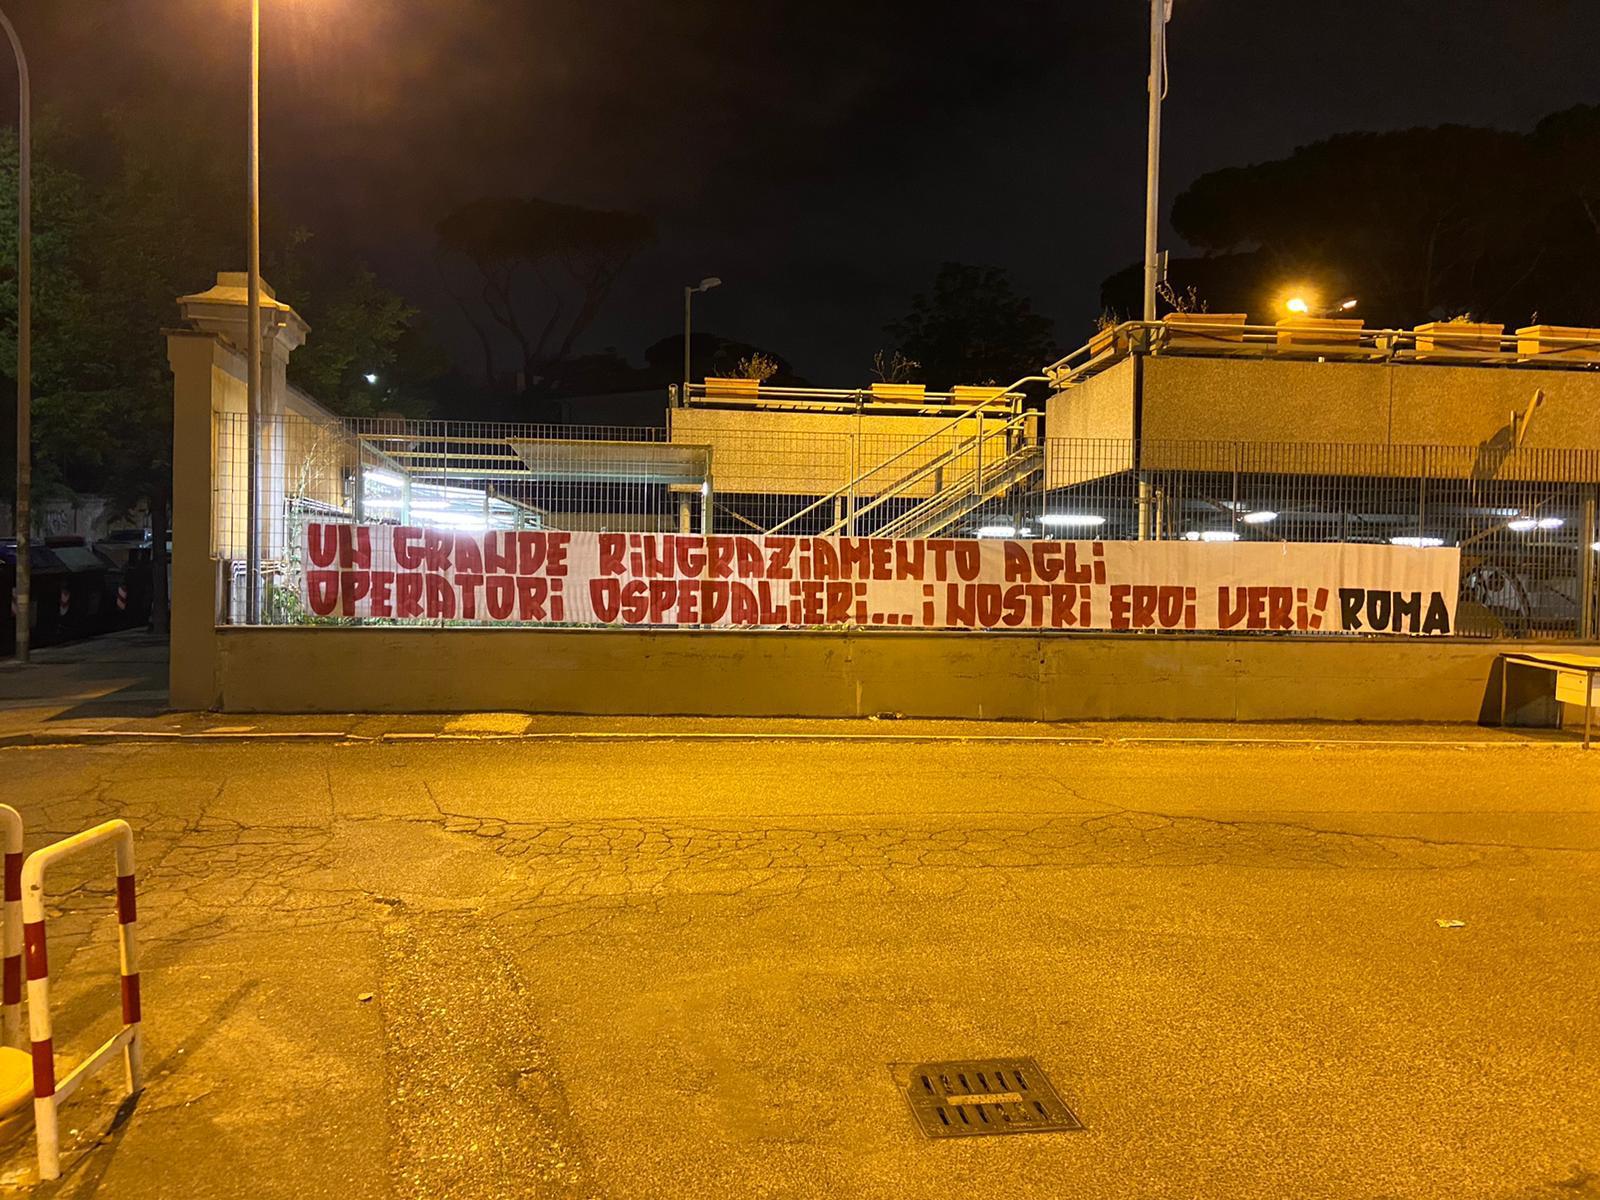 UN GRANDE RiNGRAZiAMENTO AGLi
OPERATORi OSPEDALiERi... i NOSTRi EROi VERi! ROMA